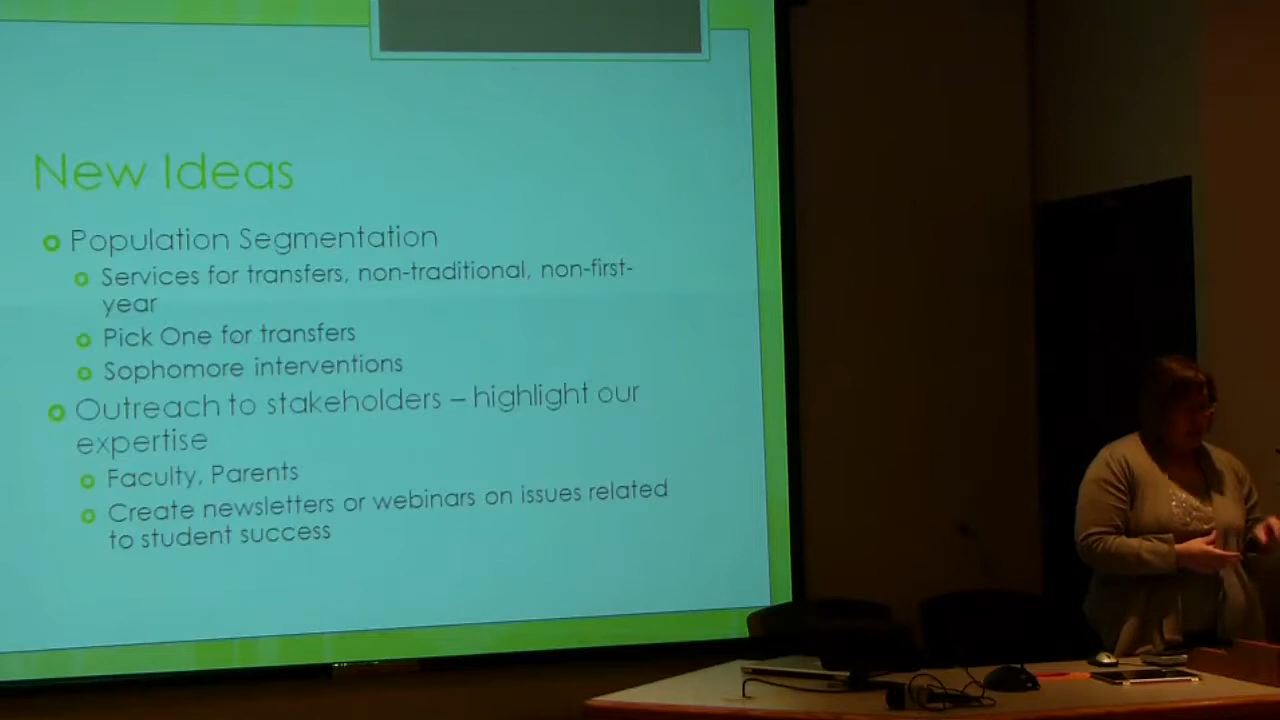 New Ideas
Population Segmentation
Services for transfers, non-traditional, non-first-
year
Pick One for transfers
Sophomore interventions
Outreach to stakeholders – highlight our
expertise
Faculty, Parents
Create newsletters or webinars on issues related
to student success